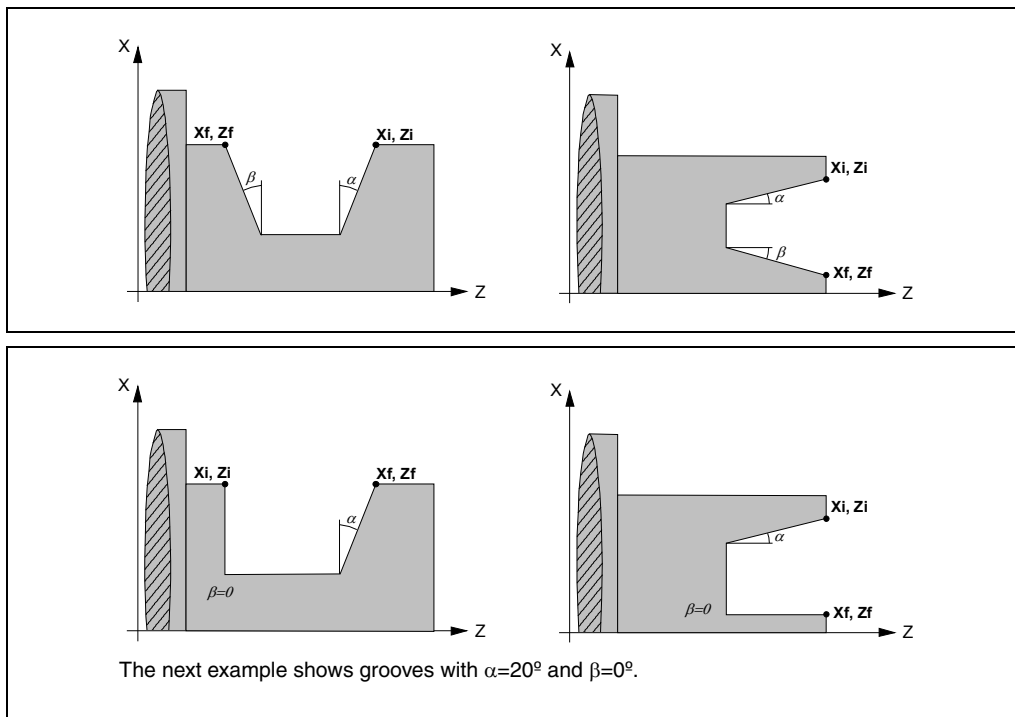 X
X
Xf, Zf
Xi, Zi
β
α
Z
Xi, Zi
α
β
Xf, Zf
Z
X
X
Xi, Zi
Xf, Zf
α
β=0
Z
Xi, Zi
α
β=0
Xf, Zf
Z
The next example shows grooves with α=20º and β=0º.